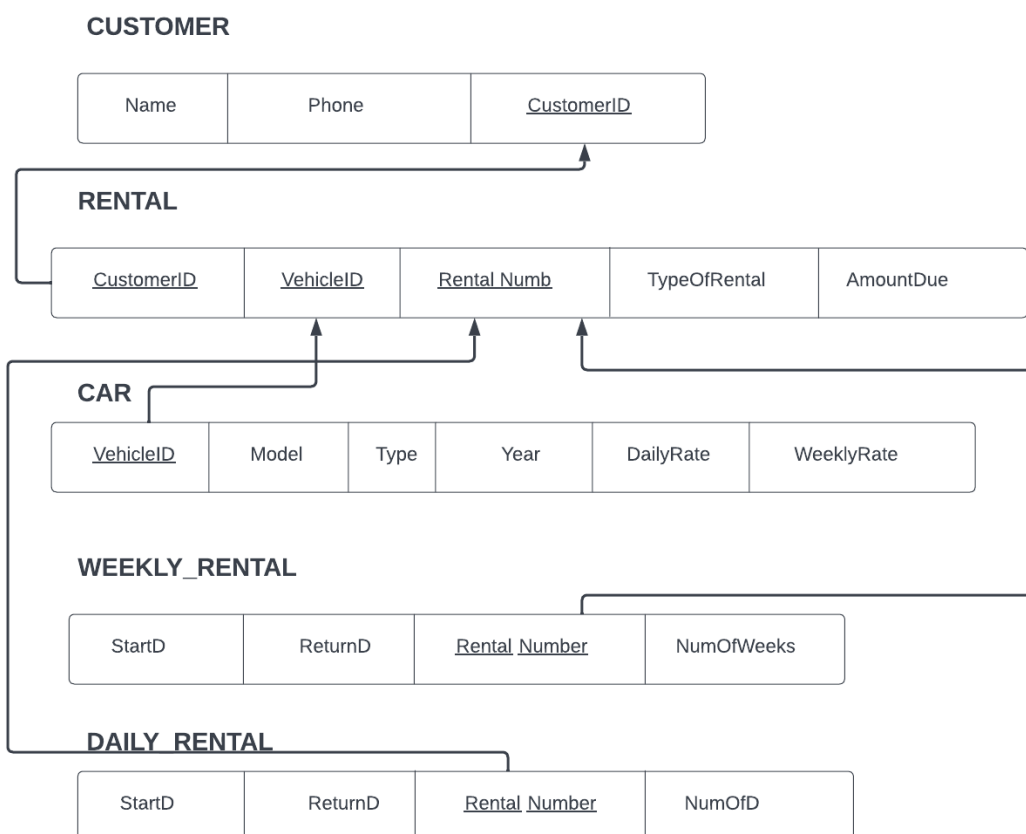 CUSTOMER
Name Phone CustomerID
RENTAL
CustomerID VehicleID Rental Numb TypeOfRental AmountDue
CAR
VehicleID Model Type Year DailyRate WeeklyRate
WEEKLY_RENTAL
StartD ReturnD Rental Number NumOfWeeks
DAILY_RENTAL
StartD ReturnD Rental Number NumOfD